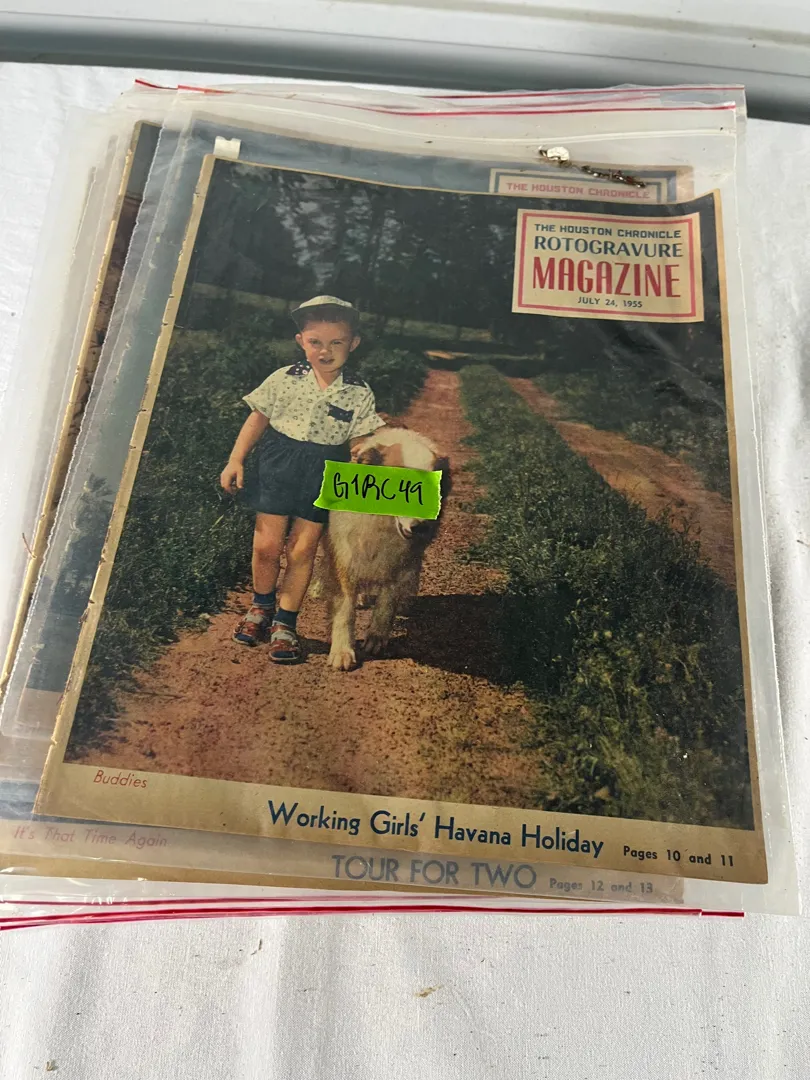 THE HOUSTON CHRONICLE
THE HOUSTON CHRONICLE
ROTOGRAVURE
MAGAZINE
JULY 24, 1955
G1BC49
Buddies
Working Girls' Havana Holiday Pages 10 and 11
It's That Time Again
TOUR FOR TWO Pages 12 and 13